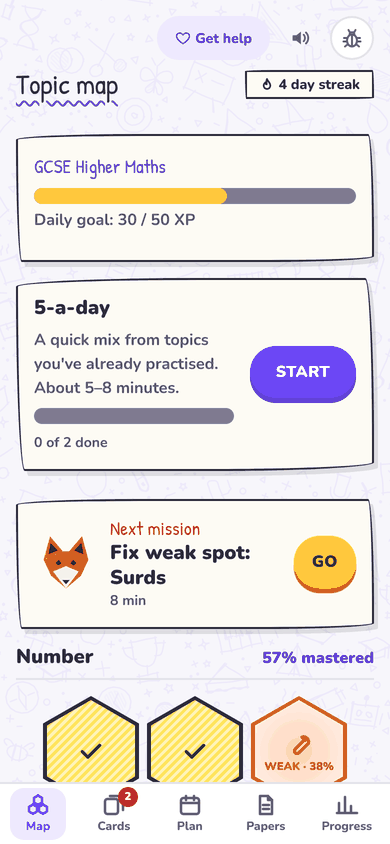 Get help
Topic map
4 day streak
GCSE Higher Maths
Daily goal: 30 / 50 XP
5-a-day
A quick mix from topics
you've already practised.
About 5–8 minutes.
START
0 of 2 done
Next mission
Fix weak spot:
Surds
8 min
GO
Number
57% mastered
WEAK · 38%
2
Map
Cards
Plan
Papers
Progress